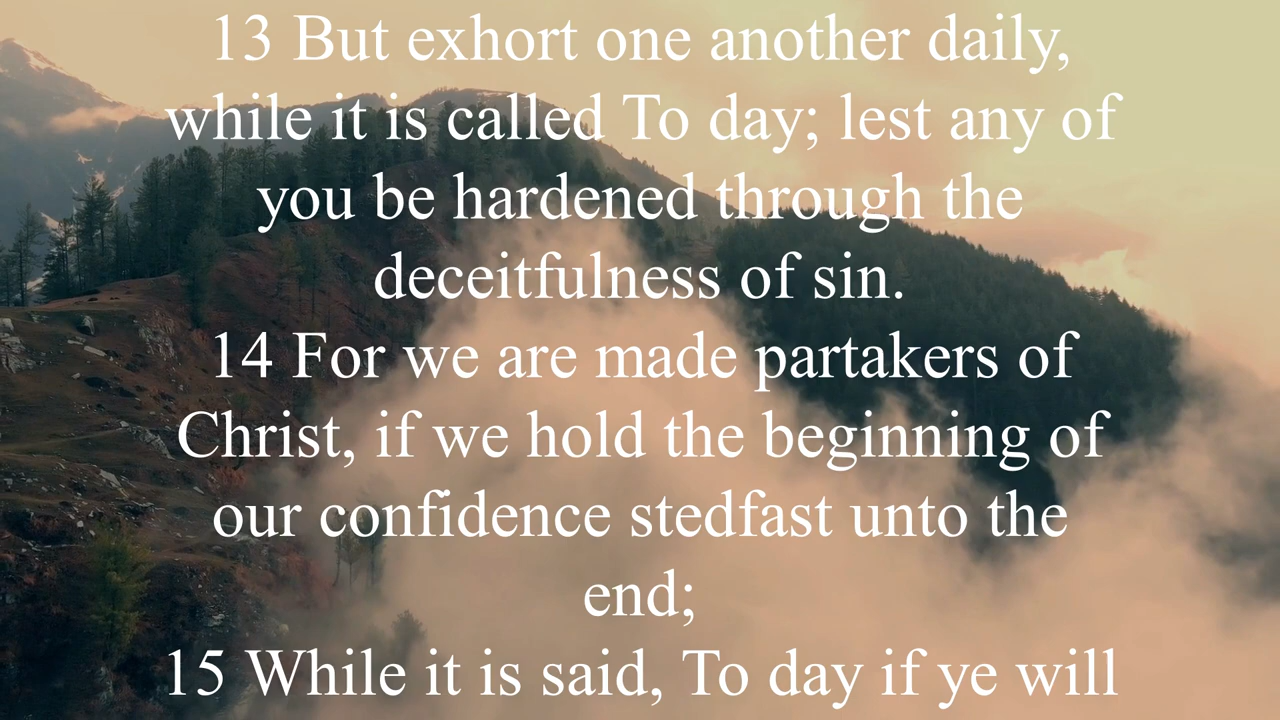 13 But exhort one another daily,
while it is called To day; lest any of
you be hardened through the
deceitfulness of sin.
14 For we are made partakers of
Christ, if we hold the beginning of
our confidence stedfast unto the
end;
15 While it is said, To day if ye will